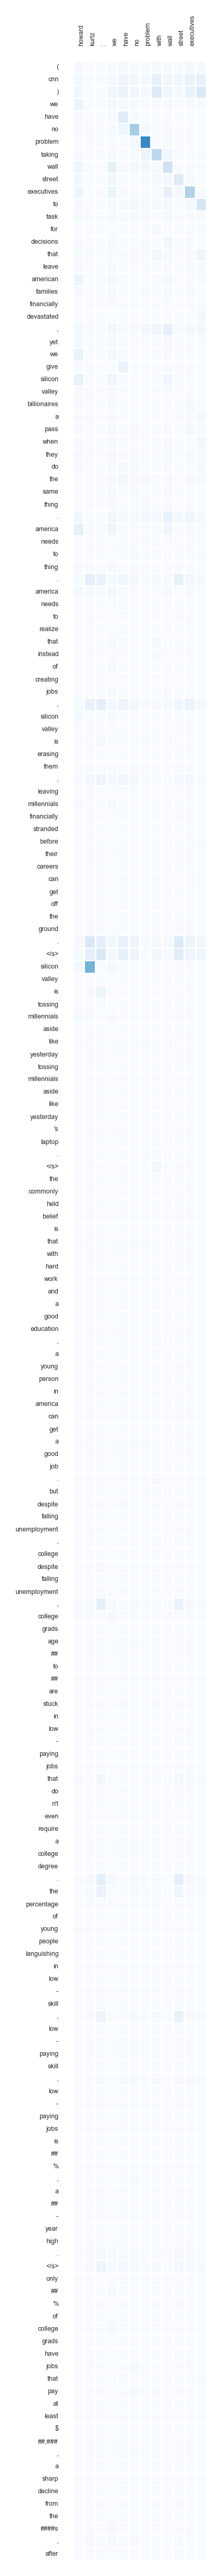 howard kurtz : we have no problem with wall street executives
(
cnn
)
we
have
no
problem
taking
wall
street
executives
to
task
for
decisions
that
leave
american
families
financially
devastated
,
yet
we
give
silicon
valley
billionaires
a
pass
when
they
do
the
same
thing
.
america
needs
to
thing
.
america
needs
to
realize
that
instead
of
creating
jobs
,
silicon
valley
is
erasing
them
,
leaving
millennials
financially
stranded
before
their
careers
can
get
off
the
ground
.
</s>
silicon
valley
is
tossing
millennials
aside
like
yesterday
tossing
millennials
aside
like
yesterday
's
laptop
.
</s>
the
commonly
held
belief
is
that
with
hard
work
and
a
good
education
,
a
young
person
in
america
can
get
a
good
job
.
but
despite
falling
unemployment
,
college
despite
falling
unemployment
,
college
grads
age
##
to
##
are
stuck
in
low
-
paying
jobs
that
do
n't
even
require
a
college
degree
.
the
percentage
of
young
people
languishing
in
low
-
skill
,
low
-
paying
skill
,
low
-
paying
jobs
is
##
%
,
a
##
-
year
high
.
</s>
only
##
%
of
college
grads
have
jobs
that
pay
at
least
$
##,###
,
a
sharp
decline
from
the
####s
,
after